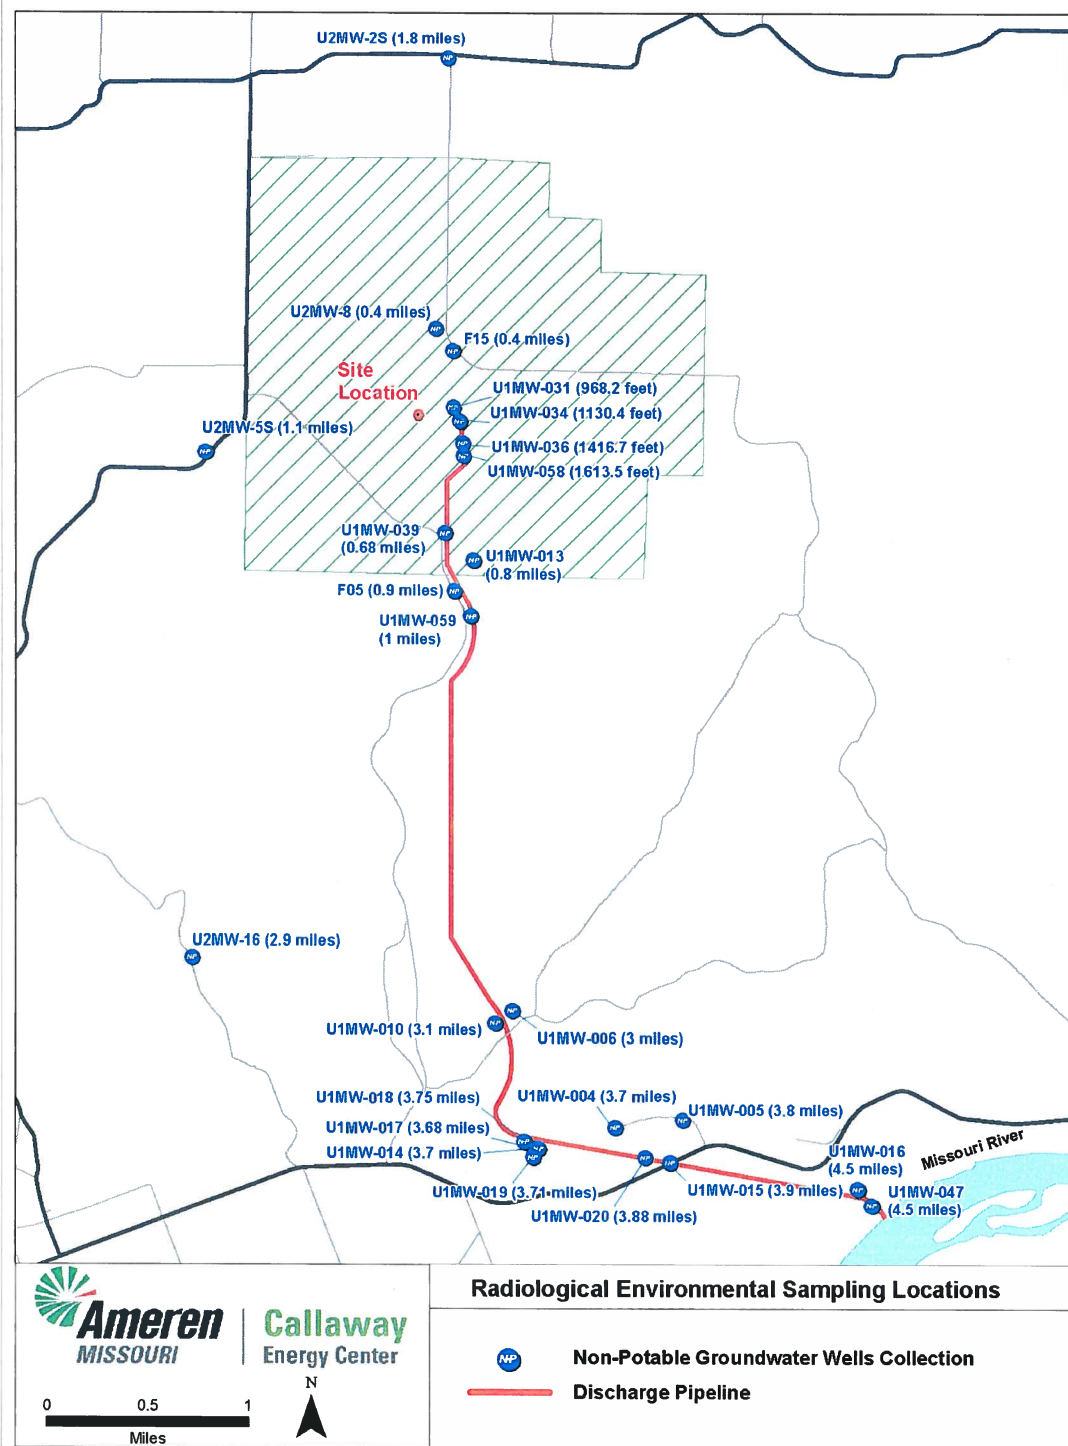 U2MW-2S (1.8 miles)
U2MW-8 (0.4 miles)
F15 (0.4 miles)
Site
Location
U1MW-031 (968.2 feet)
U1MW-034 (1130.4 feet)
U2MW-5S (1.1 miles)
U1MW-036 (1416.7 feet)
U1MW-058 (1613.5 feet)
U1MW-039
(0.68 miles)
U1MW-013
(0.8 miles)
F05 (0.9 miles)
U1MW-059
(1 miles)
U2MW-16 (2.9 miles)
U1MW-010 (3.1 miles)
U1MW-006 (3 miles)
U1MW-018 (3.75 miles)
U1MW-004 (3.7 miles)
U1MW-005 (3.8 miles)
U1MW-017 (3.68 miles)
U1MW-014 (3.7 miles)
Missouri River
U1MW-016
(4.5 miles)
U1MW-019 (3.71 miles)
U1MW-015 (3.9 miles)
U1MW-047
(4.5 miles)
U1MW-020 (3.88 miles)
Ameren
MISSOURI
Callaway
Energy Center
N
0 0.5 1
Miles
Radiological Environmental Sampling Locations
NP Non-Potable Groundwater Wells Collection
Discharge Pipeline